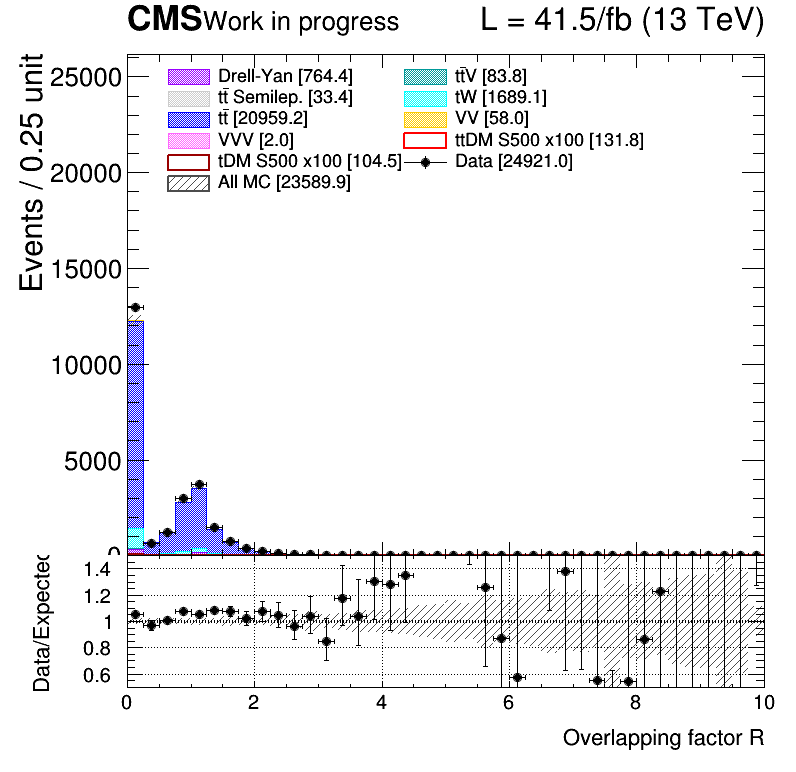 CMS Work in progress L = 41.5/fb (13 TeV)
Events / 0.25 unit
25000
20000
15000
10000
5000
0
Drell-Yan [764.4]
tt̄ Semilep. [33.4]
tt̄ [20959.2]
VVV [2.0]
tDM S500 x100 [104.5]
All MC [23589.9]
tt̄V [83.8]
tW [1689.1]
VV [58.0]
ttDM S500 x100 [131.8]
Data [24921.0]
Data/Expected
1.4
1.2
1
0.8
0.6
0 2 4 6 8 10
Overlapping factor R